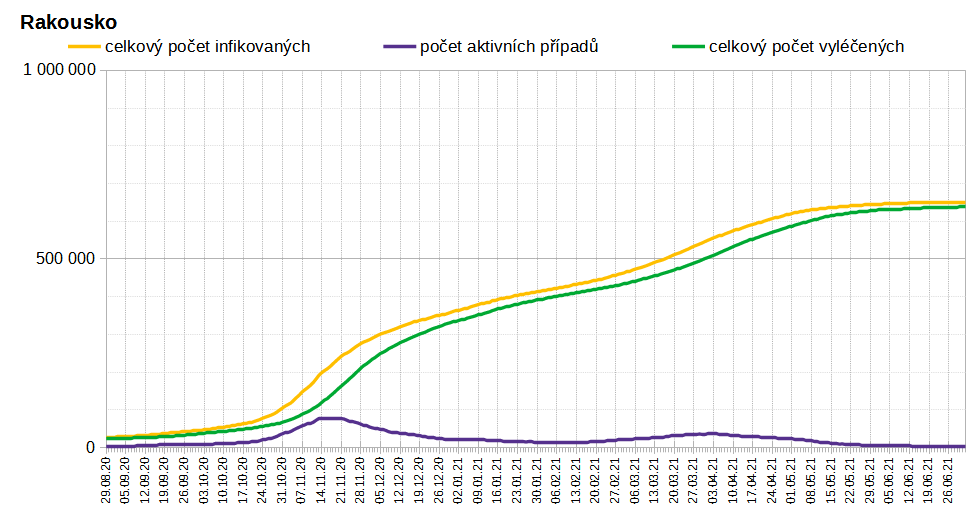 Rakousko
celkový počet infikovaných počet aktivních případů celkový počet vyléčených
1 000 000
500 000
0
29.08.20 05.09.20 12.09.20 19.09.20 26.09.20 03.10.20 10.10.20 17.10.20 24.10.20 31.10.20 07.11.20 14.11.20 21.11.20 28.11.20 05.12.20 12.12.20 19.12.20 26.12.20 02.01.21 09.01.21 16.01.21 23.01.21 30.01.21 06.02.21 13.02.21 20.02.21 27.02.21 06.03.21 13.03.21 20.03.21 27.03.21 03.04.21 10.04.21 17.04.21 24.04.21 01.05.21 08.05.21 15.05.21 22.05.21 29.05.21 05.06.21 12.06.21 19.06.21 26.06.21